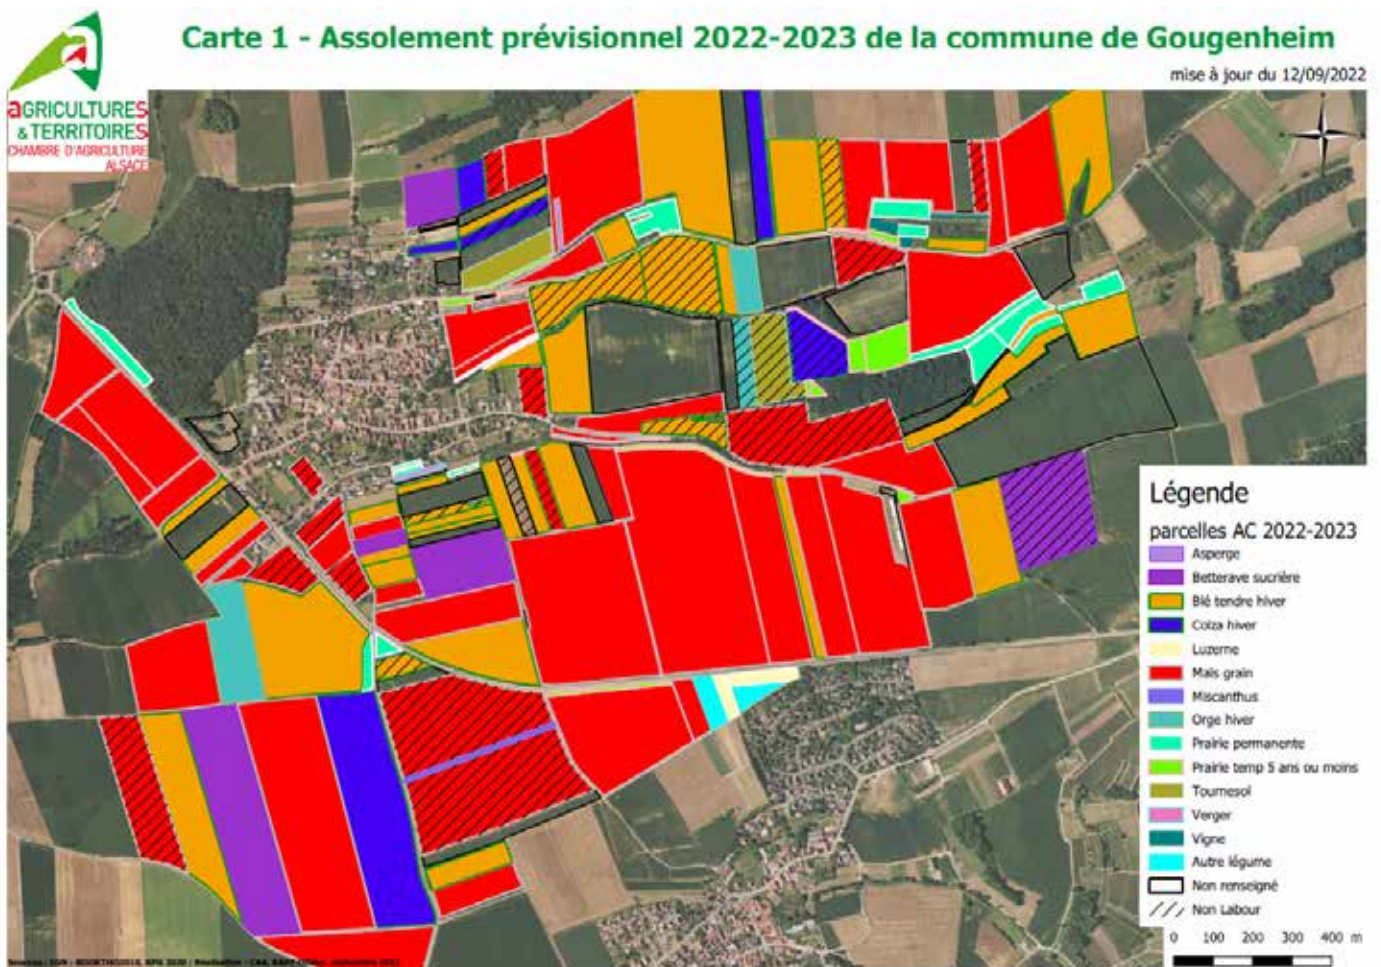 Carte 1 - Assolement prévisionnel 2022-2023 de la commune de Gougenheim
mise à jour du 12/09/2022
aGRICULTURES
& TERRITOIRES
CHAMBRE D'AGRICULTURE
ALSACE
Légende
parcelles AC 2022-2023
Asperge
Betterave sucrière
Blé tendre hiver
Colza hiver
Luzerne
Mais grain
Miscanthus
Orge hiver
Prairie permanente
Prairie temp 5 ans ou moins
Tournesol
Verger
Vigne
Autre légume
Non renseigné
Non Labour
0 100 200 300 400 m